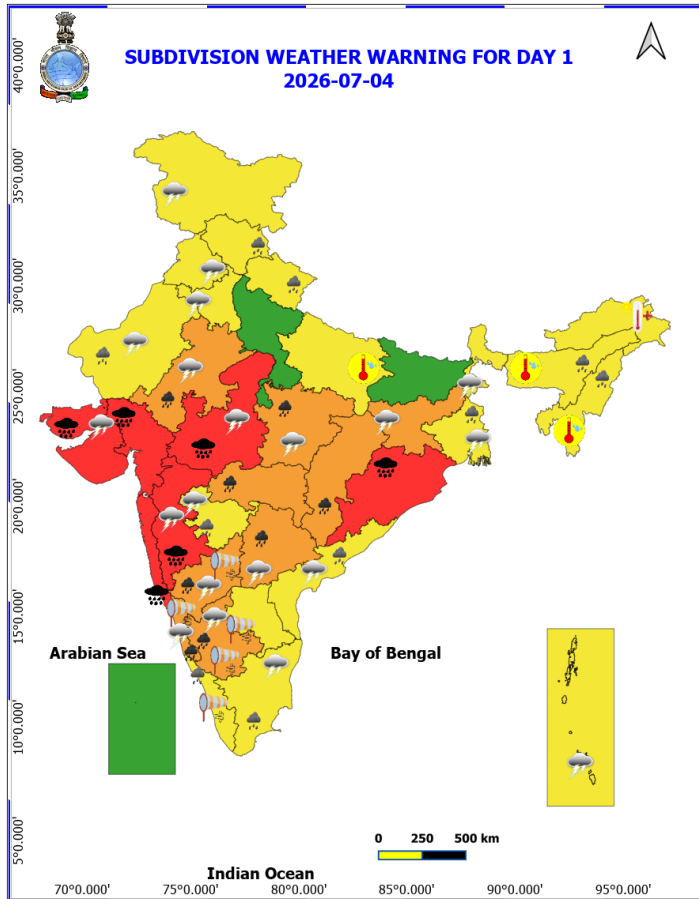 SUBDIVISION WEATHER WARNING FOR DAY 1
2026-07-04
40°0.000'
35°0.000'
30°0.000'
25°0.000'
20°0.000'
15°0.000'
10°0.000'
5°0.000'
Arabian Sea
Bay of Bengal
Indian Ocean
0 250 500 km
70°0.000' 75°0.000' 80°0.000' 85°0.000' 90°0.000' 95°0.000'